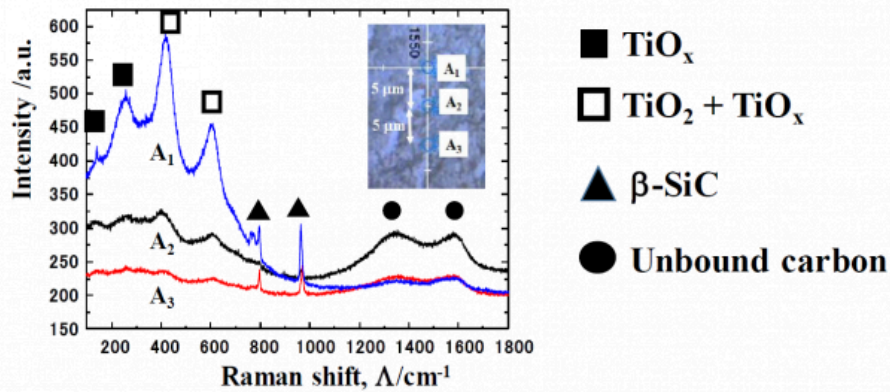 Intensity /a.u.
600
550
500
450
400
350
300
250
200
150
200 400 600 800 1000 1200 1400 1600 1800
Raman shift, Λ/cm-1
A1
A2
A3
1550
A1
5 μm
A2
5 μm
A3
TiOx
TiO2 + TiOx
β-SiC
Unbound carbon